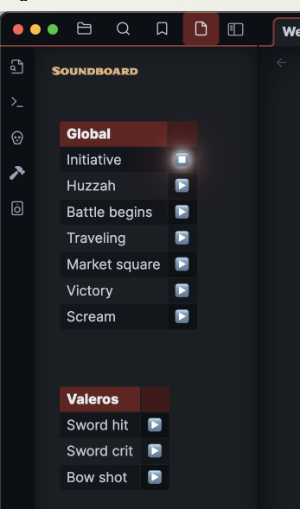 We
SOUNDBOARD
Global
Initiative
Huzzah
Battle begins
Traveling
Market square
Victory
Scream
Valeros
Sword hit
Sword crit
Bow shot